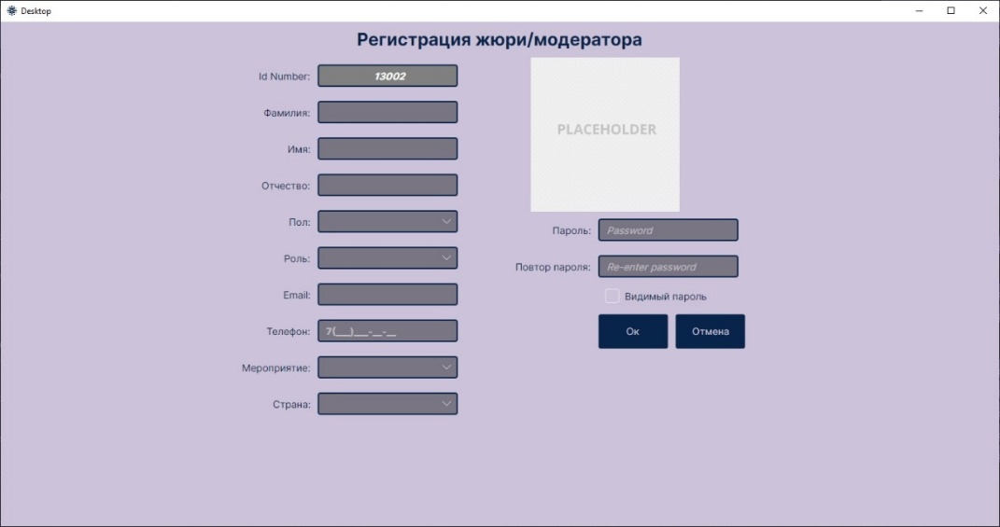 Desktop
Регистрация жюри/модератора
Id Number: 13002
Фамилия:
Имя:
Отчество:
Пол:
Роль:
Email:
Телефон: 7(___)___-__-__
Мероприятие:
Страна:
PLACEHOLDER
Пароль: Password
Повтор пароля: Re-enter password
Видимый пароль
Ок Отмена